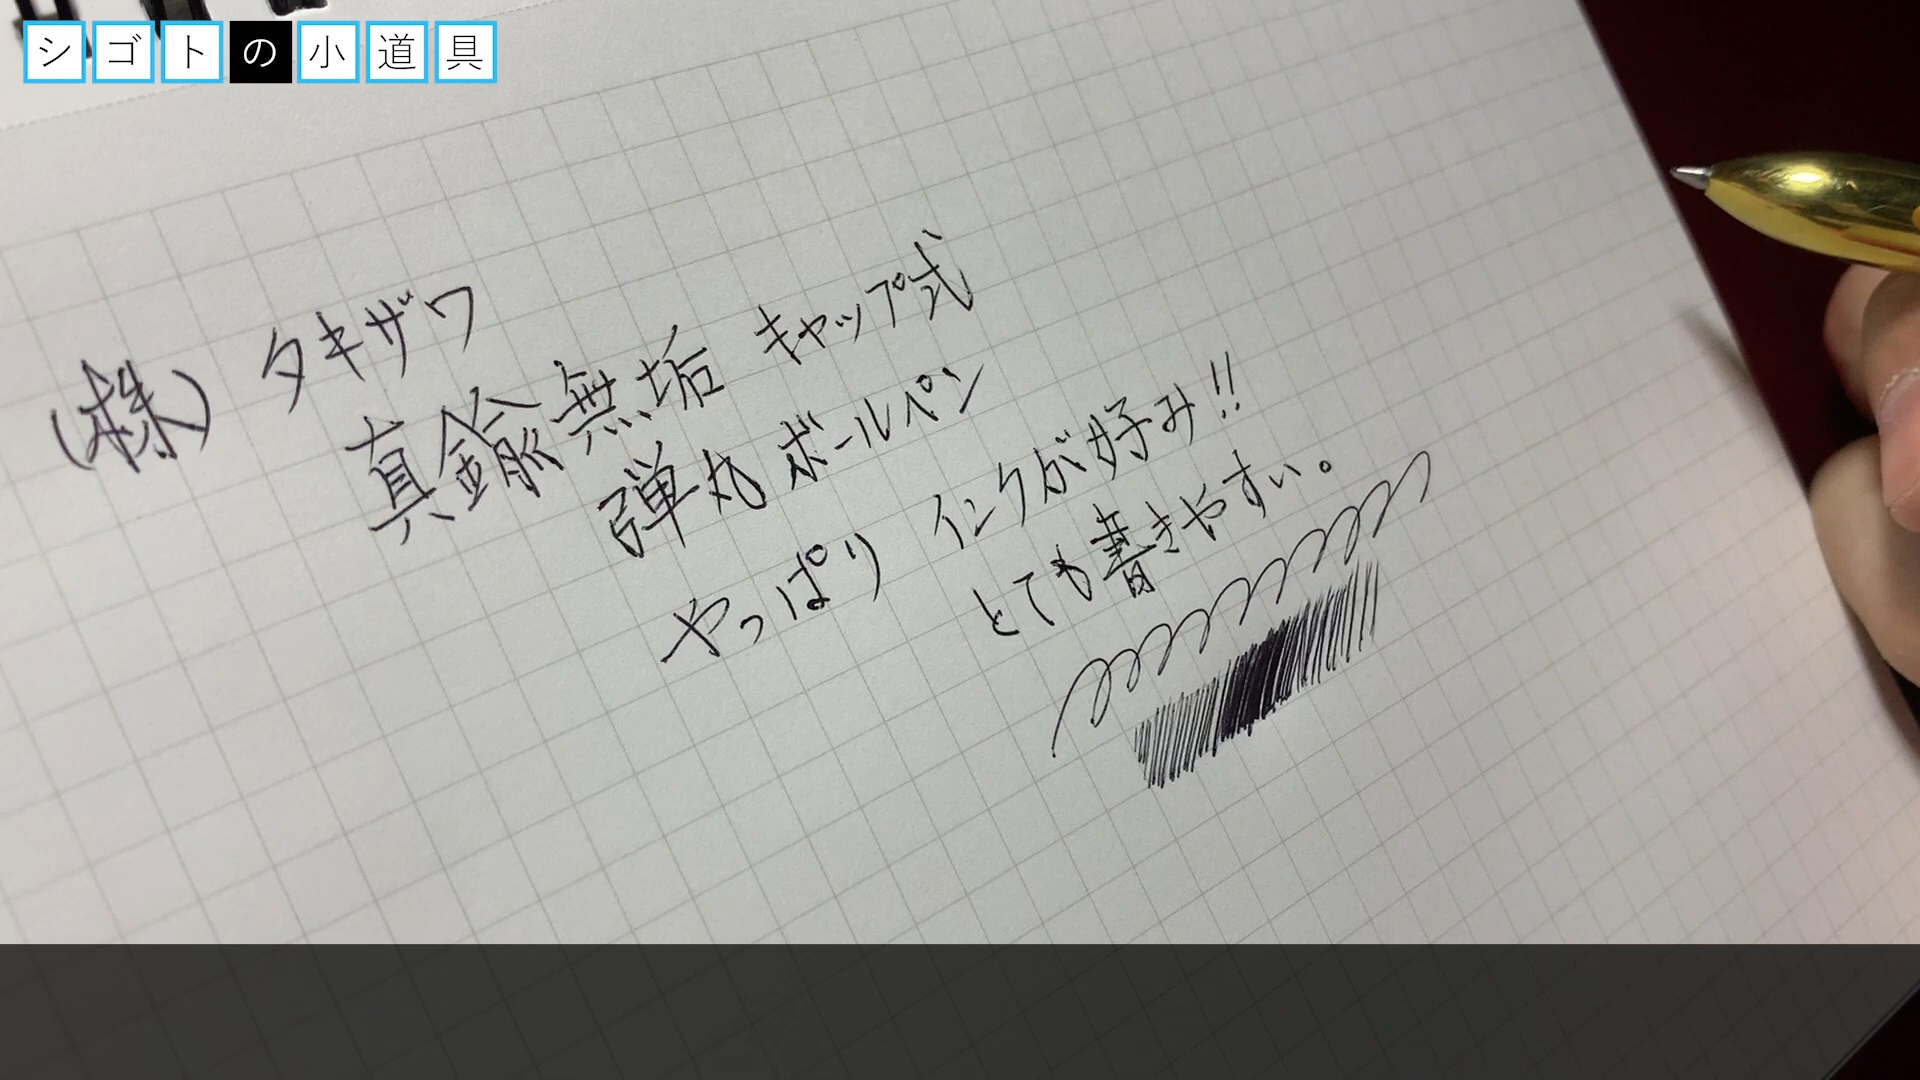 シゴトの小道具
(株) タキザワ
真鍮無垢 キャップ式
弾丸 ボールペン
やっぱり インクが好み!!
とても書きやすい。